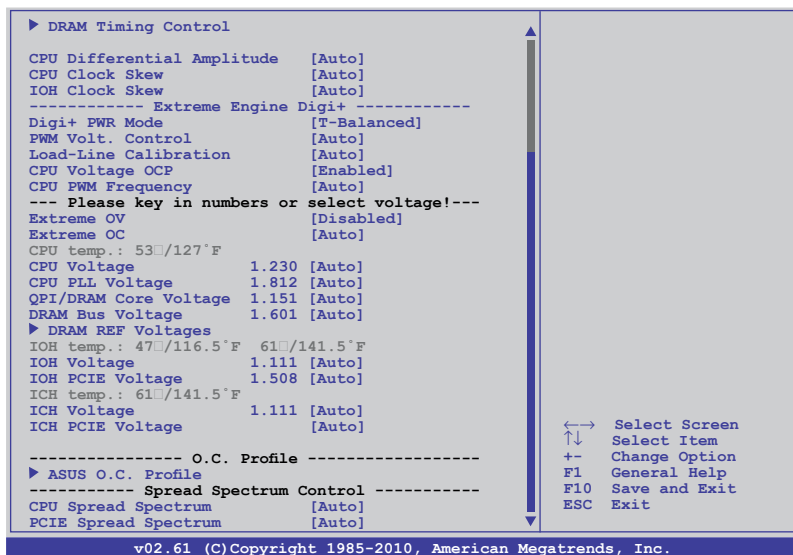 ▶ DRAM Timing Control
CPU Differential Amplitude [Auto]
CPU Clock Skew [Auto]
IOH Clock Skew [Auto]
------------ Extreme Engine Digi+ ------------
Digi+ PWR Mode [T-Balanced]
PWM Volt. Control [Auto]
Load-Line Calibration [Auto]
CPU Voltage OCP [Enabled]
CPU PWM Frequency [Auto]
--- Please key in numbers or select voltage!---
Extreme OV [Disabled]
Extreme OC [Auto]
CPU temp.: 53□/127°F
CPU Voltage 1.230 [Auto]
CPU PLL Voltage 1.812 [Auto]
QPI/DRAM Core Voltage 1.151 [Auto]
DRAM Bus Voltage 1.601 [Auto]
▶ DRAM REF Voltages
IOH temp.: 47□/116.5°F 61□/141.5°F
IOH Voltage 1.111 [Auto]
IOH PCIE Voltage 1.508 [Auto]
ICH temp.: 61□/141.5°F
ICH Voltage 1.111 [Auto]
ICH PCIE Voltage [Auto]
---------------- O.C. Profile ------------------
▶ ASUS O.C. Profile
----------- Spread Spectrum Control -----------
CPU Spread Spectrum [Auto]
PCIE Spread Spectrum [Auto]
←→ Select Screen
↑↓ Select Item
+- Change Option
F1 General Help
F10 Save and Exit
ESC Exit
v02.61 (C)Copyright 1985-2010, American Megatrends, Inc.